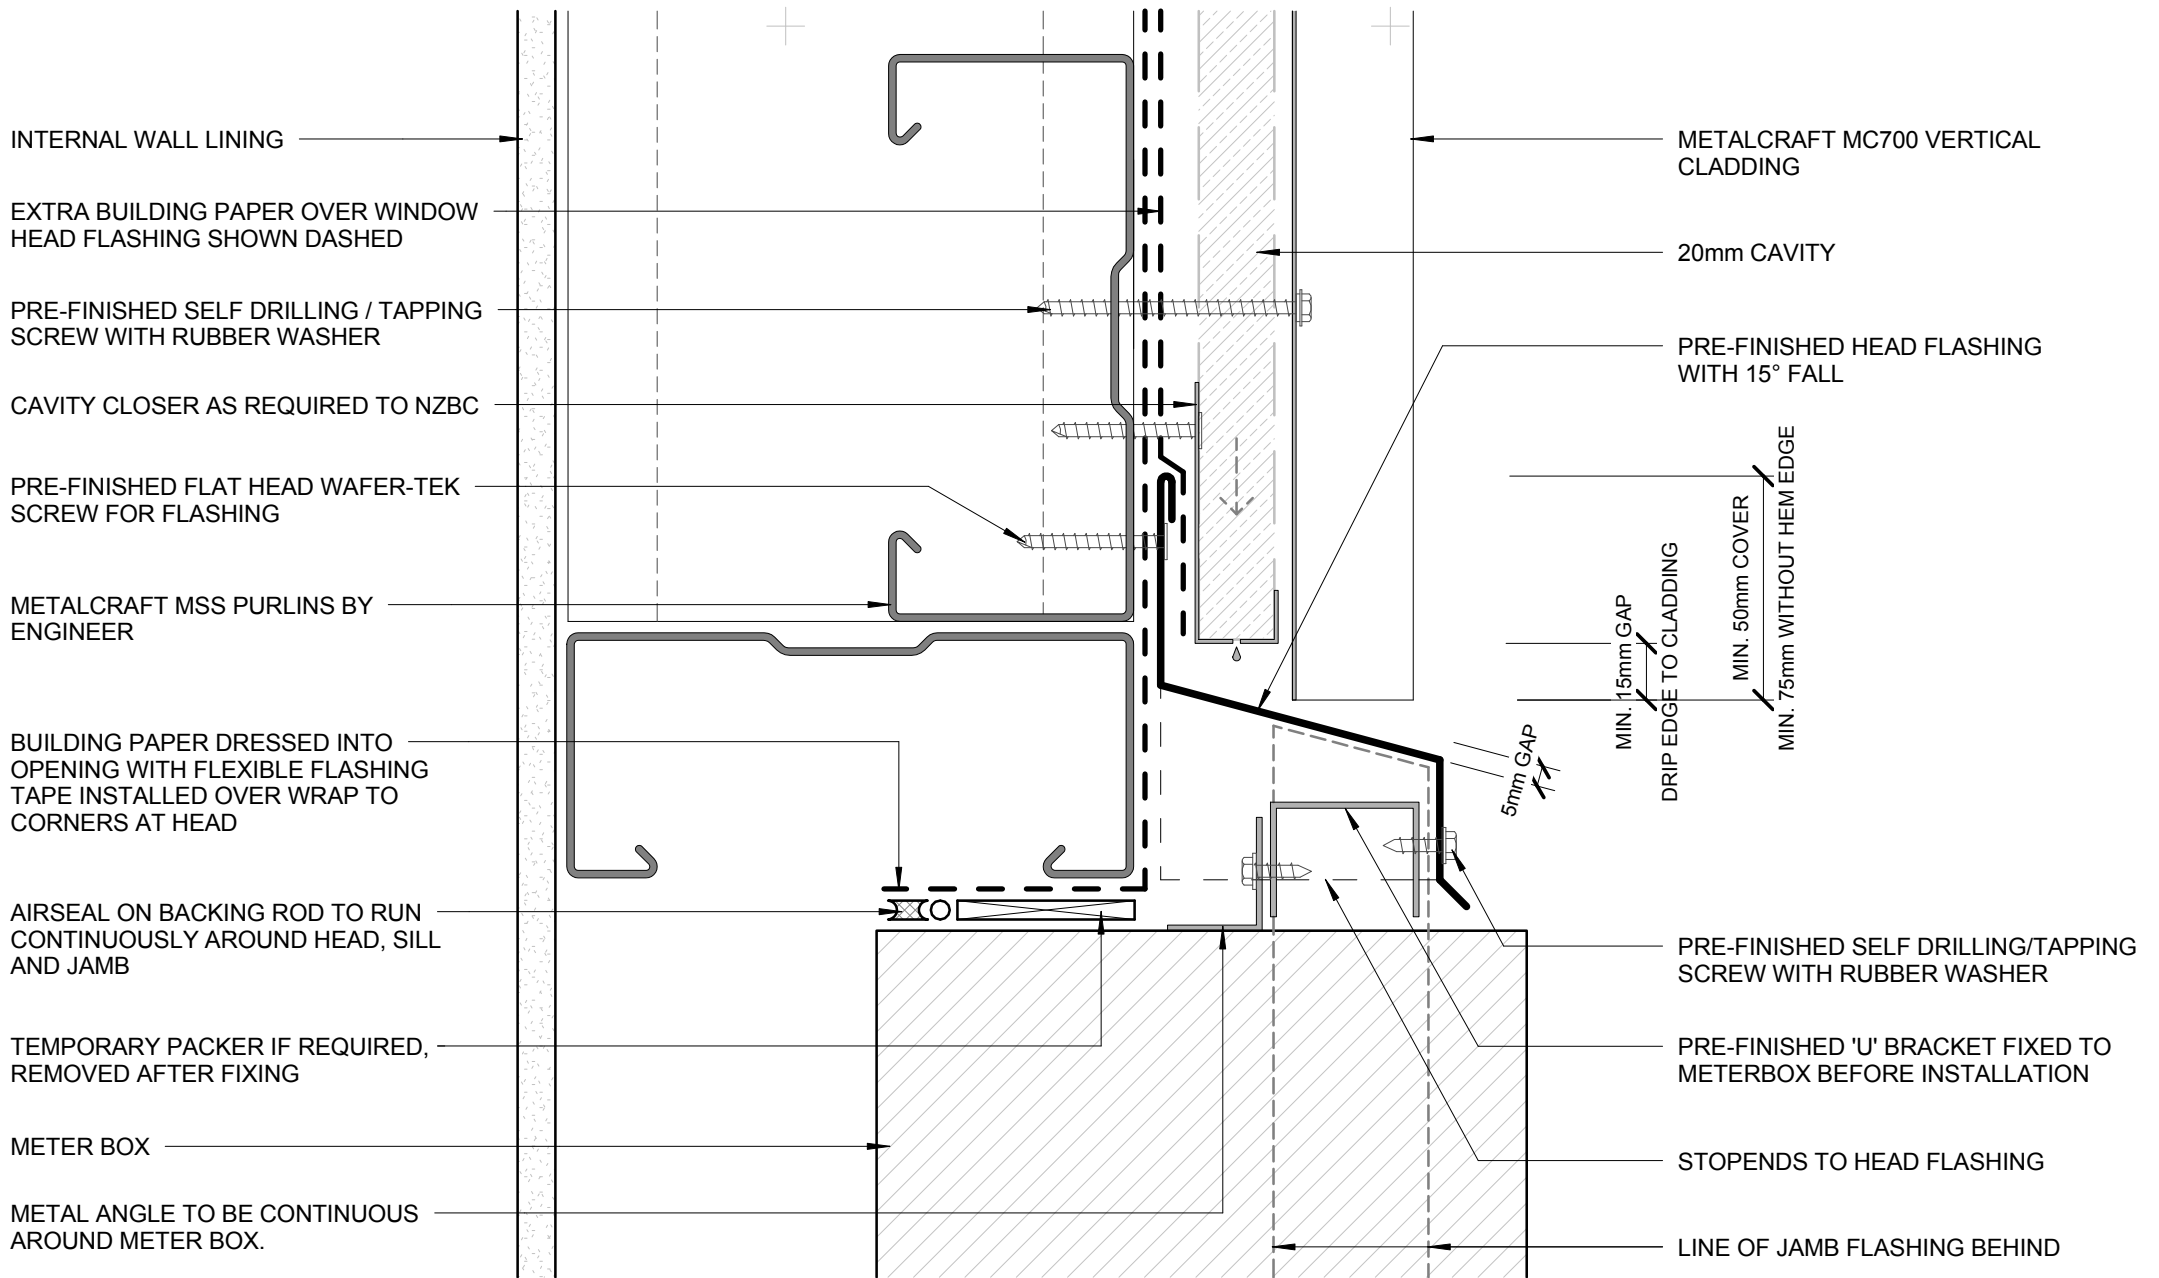 INTERNAL WALL LINING
EXTRA BUILDING PAPER OVER WINDOW
HEAD FLASHING SHOWN DASHED
PRE-FINISHED SELF DRILLING / TAPPING
SCREW WITH RUBBER WASHER
CAVITY CLOSER AS REQUIRED TO NZBC
PRE-FINISHED FLAT HEAD WAFER-TEK
SCREW FOR FLASHING
METALCRAFT MSS PURLINS BY
ENGINEER
BUILDING PAPER DRESSED INTO
OPENING WITH FLEXIBLE FLASHING
TAPE INSTALLED OVER WRAP TO
CORNERS AT HEAD
AIRSEAL ON BACKING ROD TO RUN
CONTINUOUSLY AROUND HEAD, SILL
AND JAMB
TEMPORARY PACKER IF REQUIRED,
REMOVED AFTER FIXING
METER BOX
METAL ANGLE TO BE CONTINUOUS
AROUND METER BOX.
METALCRAFT MC700 VERTICAL
CLADDING
20mm CAVITY
PRE-FINISHED HEAD FLASHING
WITH 15° FALL
5mm GAP
MIN. 15mm GAP
DRIP EDGE TO CLADDING
MIN. 50mm COVER
MIN. 75mm WITHOUT HEM EDGE
PRE-FINISHED SELF DRILLING/TAPPING
SCREW WITH RUBBER WASHER
PRE-FINISHED 'U' BRACKET FIXED TO
METERBOX BEFORE INSTALLATION
STOPENDS TO HEAD FLASHING
LINE OF JAMB FLASHING BEHIND